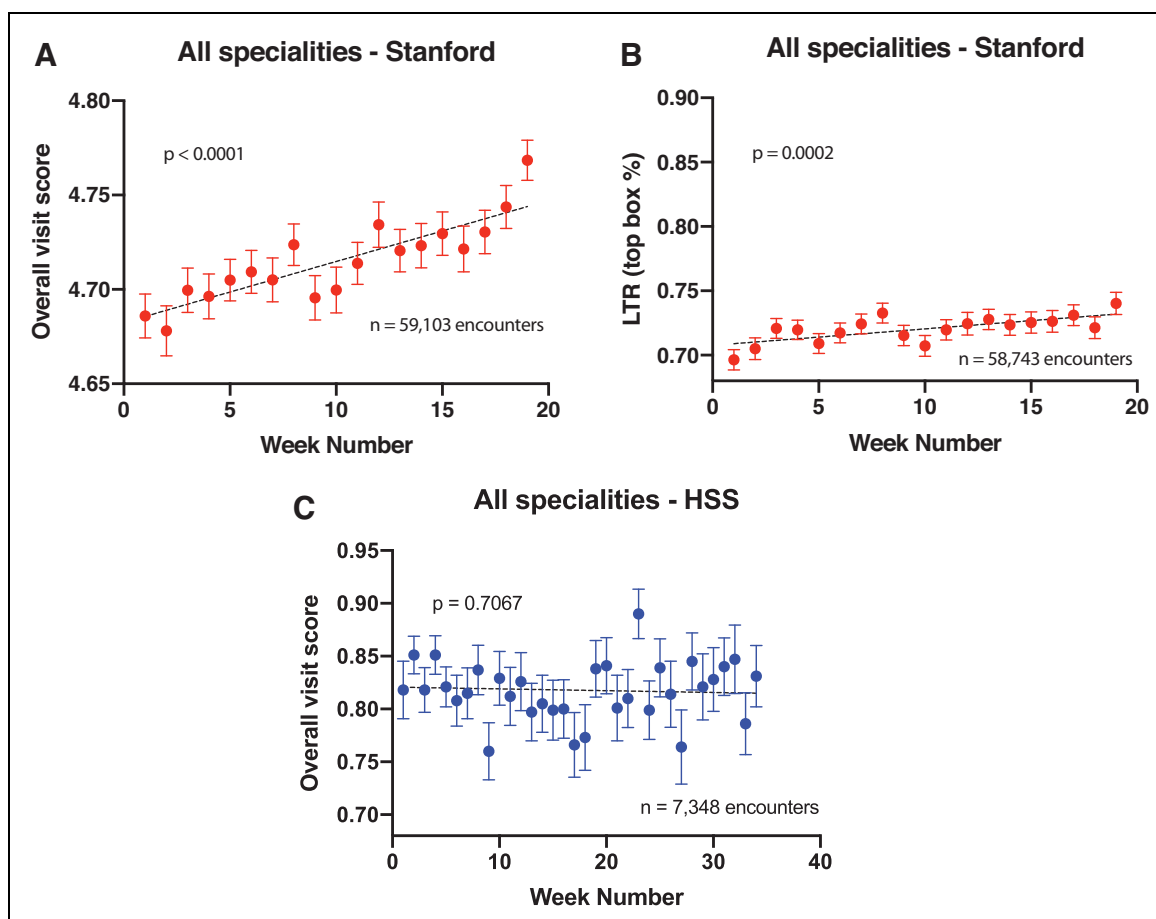 A
All specialities - Stanford
Overall visit score
4.80
4.75
4.70
4.65
p < 0.0001
n = 59,103 encounters
0
5
10
15
20
Week Number
B
All specialities - Stanford
LTR (top box %)
0.90
0.85
0.80
0.75
0.70
p = 0.0002
n = 58,743 encounters
0
5
10
15
20
Week Number
C
All specialities - HSS
Overall visit score
0.95
0.90
0.85
0.80
0.75
0.70
p = 0.7067
n = 7,348 encounters
0
10
20
30
40
Week Number